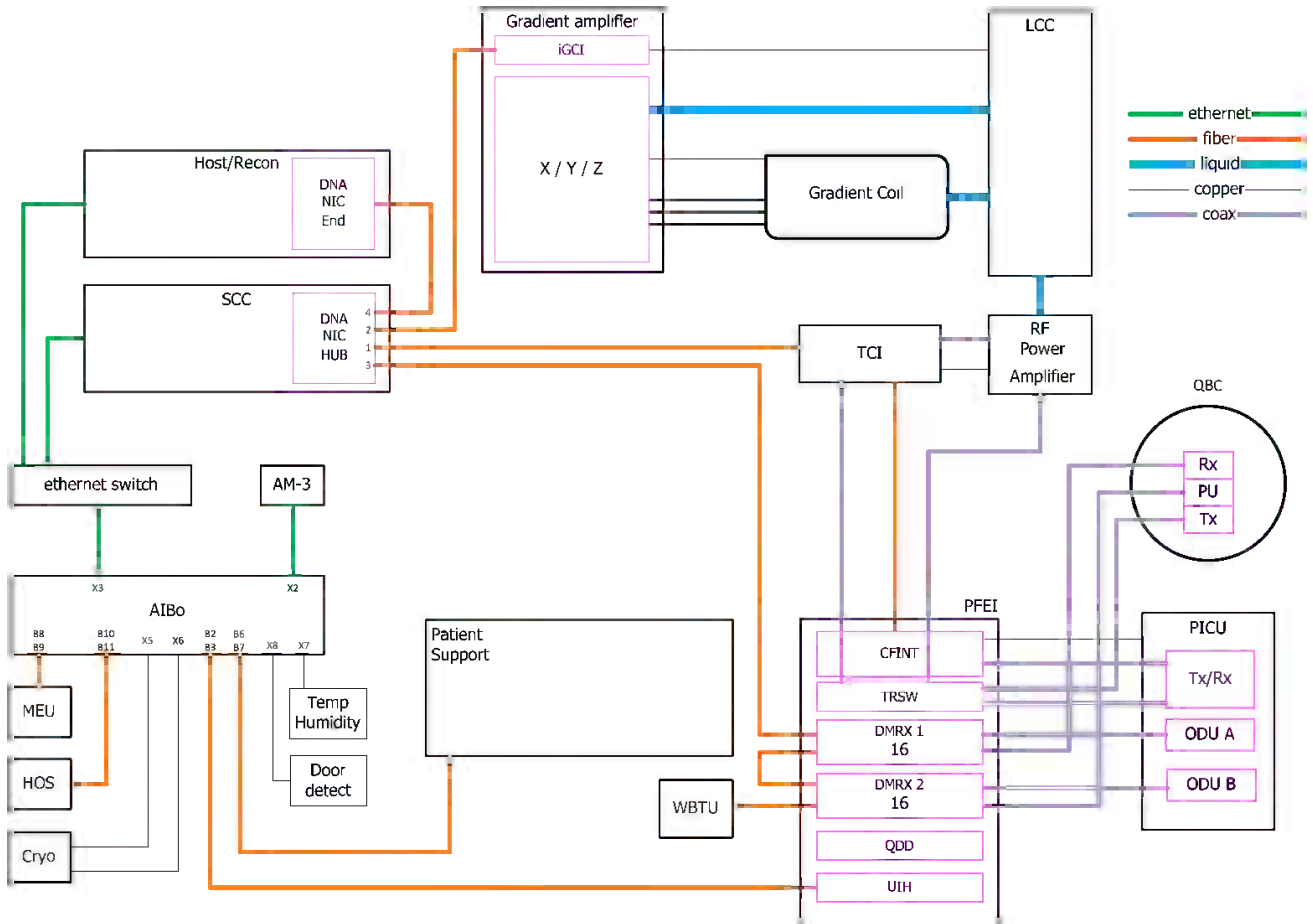 Gradient amplifier
iGCI
X / Y / Z
LCC
ethernet
fiber
liquid
copper
coax
Host/Recon
DNA
NIC
End
Gradient Coil
SCC
DNA
NIC
HUB
4
2
1
3
TCI
RF
Power
Amplifier
QBC
Rx
PU
Tx
ethernet switch
AM-3
X3
X2
AIBo
B8
B9
B10
B11
X5
X6
B2
B3
B6
B7
X8
X7
MEU
HOS
Cryo
Temp
Humidity
Door
detect
Patient
Support
WBTU
PFEI
CFINT
TRSW
DMRX 1
16
DMRX 2
16
QDD
UIH
PICU
Tx/Rx
ODU A
ODU B